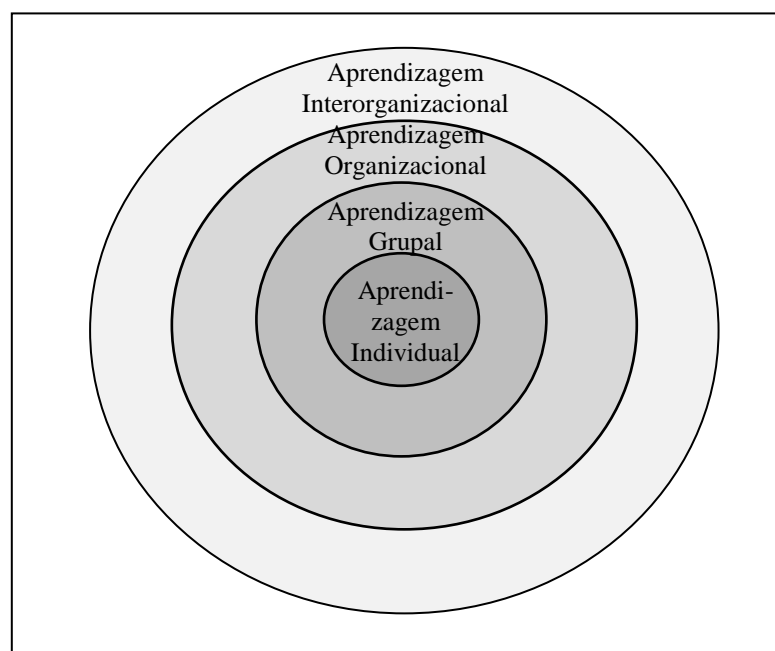 Aprendizagem
Interorganizacional
Aprendizagem
Organizacional
Aprendizagem
Grupal
Aprendi-
zagem
Individual